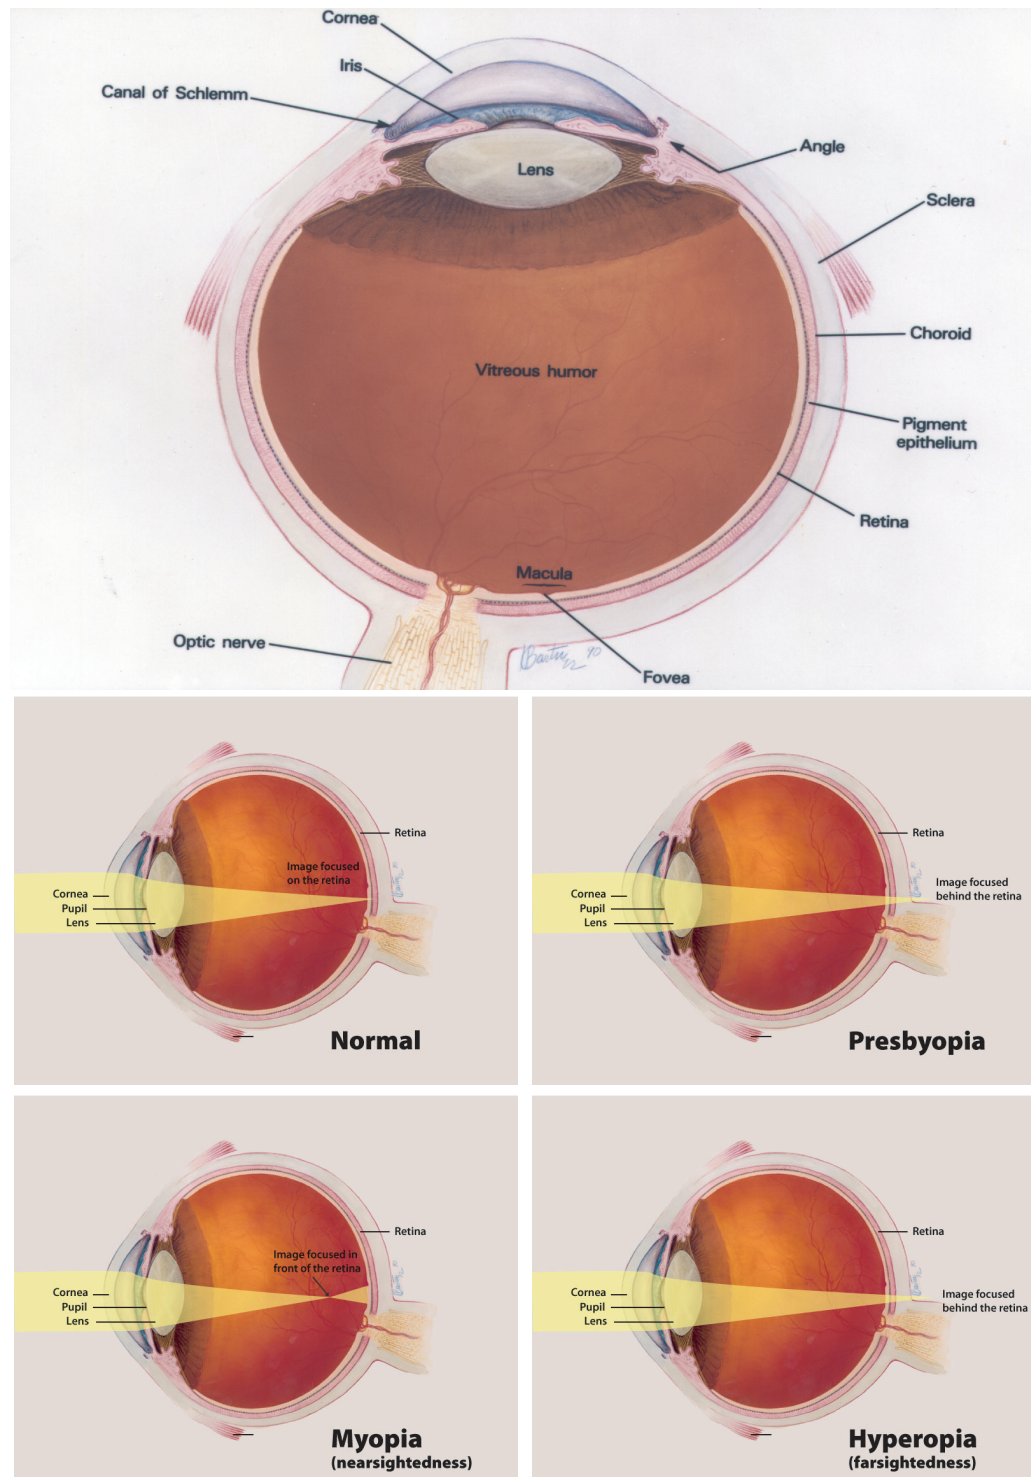 Cornea
Iris
Canal of Schlemm
Angle
Lens
Sclera
Choroid
Vitreous humor
Pigment
epithelium
Retina
Macula
Optic nerve
Fovea
Retina
Image focused
on the retina
Cornea
Pupil
Lens
Normal
Retina
Image focused
behind the retina
Cornea
Pupil
Lens
Presbyopia
Retina
Image focused in
front of the retina
Cornea
Pupil
Lens
Myopia
(nearsightedness)
Retina
Image focused
behind the retina
Cornea
Pupil
Lens
Hyperopia
(farsightedness)